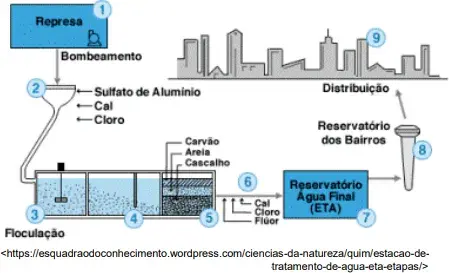 1
Represa
Bombeamento
2
Sulfato de Alumínio
Cal
Cloro
9
Distribuição
Reservatório
dos Bairros
8
Carvão
Areia
Cascalho
3
4
5
6
Cal
Cloro
Flúor
Reservatório
Água Final
(ETA)
7
Floculação
<https://esquadraodoconhecimento.wordpress.com/ciencias-da-natureza/quim/estacao-de-
tratamento-de-agua-eta-etapas/>